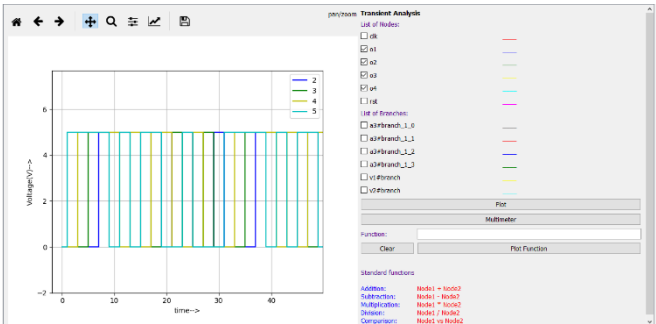 pan/zoom
Transient Analysis
List of Nodes:
clk
o1
o2
o3
o4
rst
List of Branches:
a3#branch_1_0
a3#branch_1_1
a3#branch_1_2
a3#branch_1_3
v1#branch
v2#branch
Plot
Multimeter
Function:
Clear
Plot Function
Standard functions
Addition: Node1 + Node2
Subtraction: Node1 - Node2
Multiplication: Node1 * Node2
Division: Node1 / Node2
Comparison: Node1 vs Node2
2
3
4
5
Voltage(V)-->
6
4
2
0
−2
0 10 20 30 40
time-->